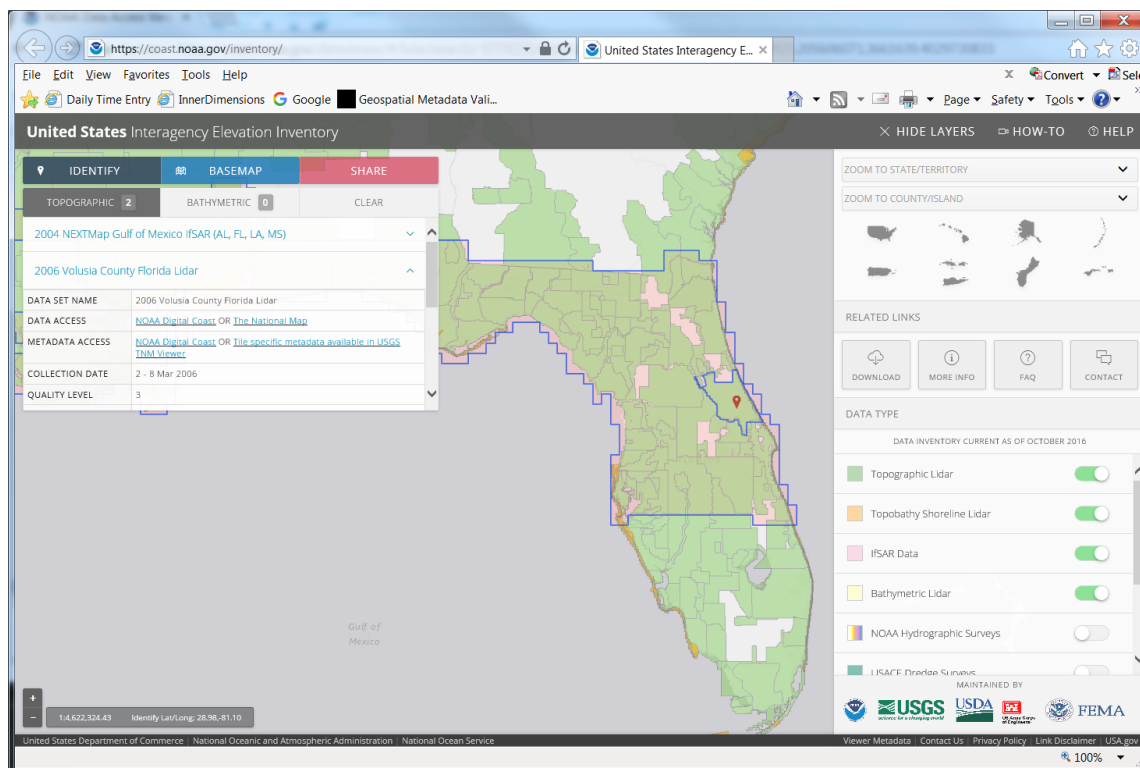 https://coast.noaa.gov/inventory/
United States Interagency E...
File Edit View Favorites Tools Help
x Convert Sel
Daily Time Entry InnerDimensions Google Geospatial Metadata Vali...
Page Safety Tools
United States Interagency Elevation Inventory
HIDE LAYERS HOW-TO HELP
IDENTIFY BASEMAP SHARE
TOPOGRAPHIC 2 BATHYMETRIC 0 CLEAR
2004 NEXTMap Gulf of Mexico IfSAR (AL, FL, LA, MS)
2006 Volusia County Florida Lidar
DATA SET NAME 2006 Volusia County Florida Lidar
DATA ACCESS NOAA Digital Coast OR The National Map
METADATA ACCESS NOAA Digital Coast OR Tile specific metadata available in USGS
TNM Viewer
COLLECTION DATE 2 - 8 Mar 2006
QUALITY LEVEL 3
ZOOM TO STATE/TERRITORY
ZOOM TO COUNTY/ISLAND
RELATED LINKS
DOWNLOAD MORE INFO FAQ CONTACT
DATA TYPE
DATA INVENTORY CURRENT AS OF OCTOBER 2016
Topographic Lidar
Topobathy Shoreline Lidar
IfSAR Data
Bathymetric Lidar
NOAA Hydrographic Surveys
USACE Dredge Surveys
Gulf of
Mexico
MAINTAINED BY
USGS USDA FEMA
science for a changing world
US Army Corps
of Engineers
+
-
1:4,622,324.43 Identify Lat/Long: 28.98,-81.10
United States Department of Commerce | National Oceanic and Atmospheric Administration | National Ocean Service
Viewer Metadata | Contact Us | Privacy Policy | Link Disclaimer | USA.gov
100%